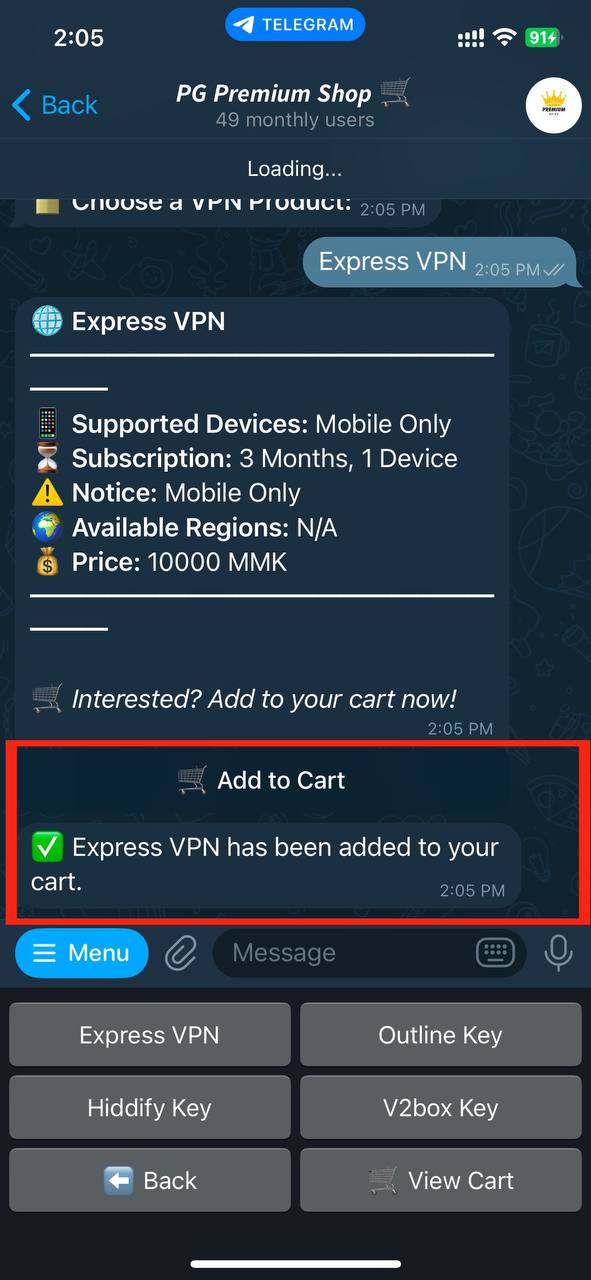 2:05
TELEGRAM
91
Back
PG Premium Shop 🛒
49 monthly users
Loading...
Choose a VPN Product: 2:05 PM
Express VPN 2:05 PM
🌐 Express VPN
📱 Supported Devices: Mobile Only
⏳ Subscription: 3 Months, 1 Device
⚠️ Notice: Mobile Only
🌍 Available Regions: N/A
💰 Price: 10000 MMK
🛒 Interested? Add to your cart now!
2:05 PM
🛒 Add to Cart
✅ Express VPN has been added to your
cart. 2:05 PM
Menu
Message
Express VPN
Outline Key
Hiddify Key
V2box Key
⬅️ Back
🛒 View Cart